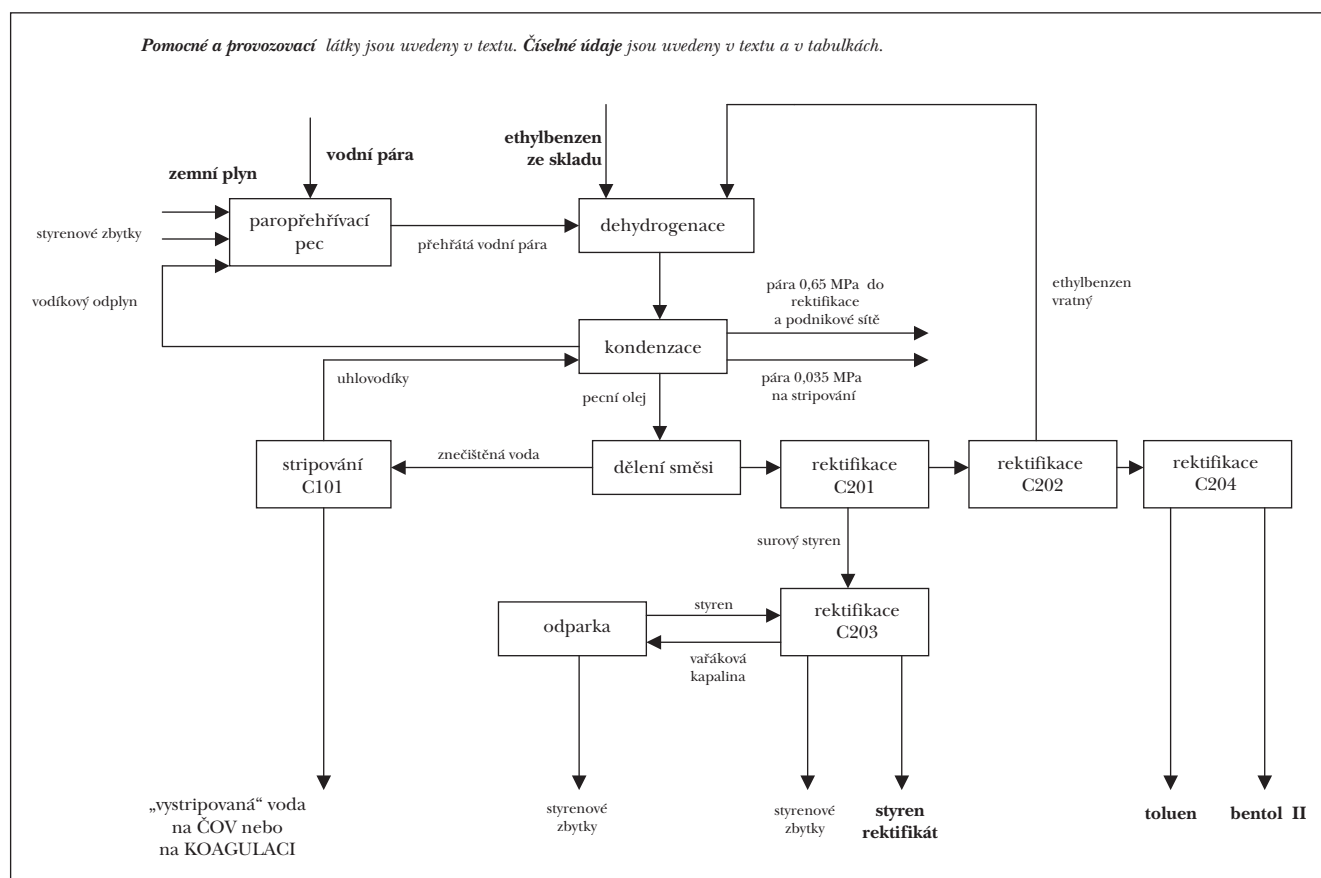 Pomocné a provozovací látky jsou uvedeny v textu. Číselné údaje jsou uvedeny v textu a v tabulkách.
vodní pára
ethylbenzen
ze skladu
zemní plyn
styrenové zbytky
vodíkový odplyn
paropřehřívací
pec
přehřátá vodní pára
dehydrogenace
ethylbenzen
vratný
pára 0,65 MPa do
rektifikace
a podnikové sítě
kondenzace
uhlovodíky
pára 0,035 MPa
na stripování
pecní olej
stripování
C101
znečištěná voda
dělení směsi
rektifikace
C201
rektifikace
C202
rektifikace
C204
surový styren
odparka
styren
vařáková
kapalina
rektifikace
C203
„vystripovaná“ voda
na ČOV nebo
na KOAGULACI
styrenové
zbytky
styrenové
zbytky
styren
rektifikát
toluen
bentol II